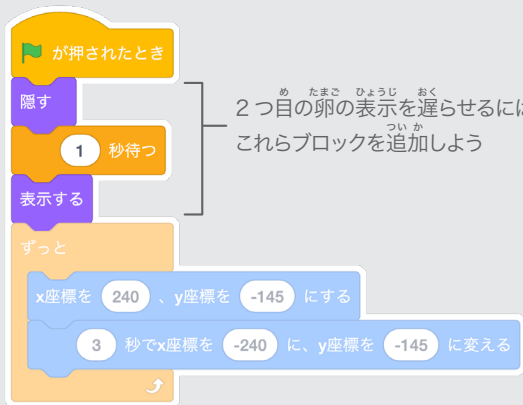 が押されたとき
隠す
1 秒待つ
表示する
ずっと
x座標を 240 、y座標を -145 にする
3 秒でx座標を -240 に、y座標を -145 に変える
2つ目の卵の表示を遅らせるには
これらブロックを追加しよう